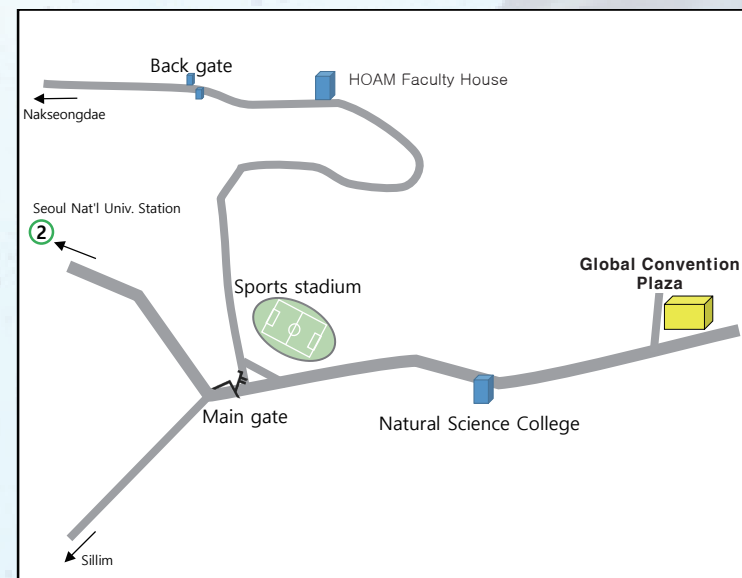 Back gate
HOAM Faculty House
Nakseongdae
Seoul Nat'l Univ. Station
2
Global Convention
Plaza
Sports stadium
Main gate
Natural Science College
Sillim